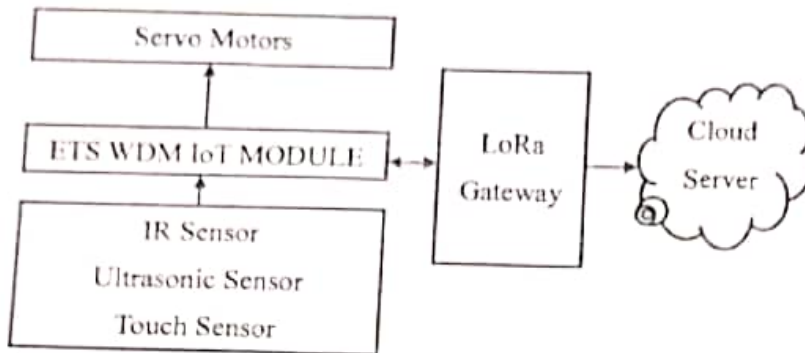 Servo Motors
ETS WDM IoT MODULE
IR Sensor
Ultrasonic Sensor
Touch Sensor
LoRa
Gateway
Cloud
Server